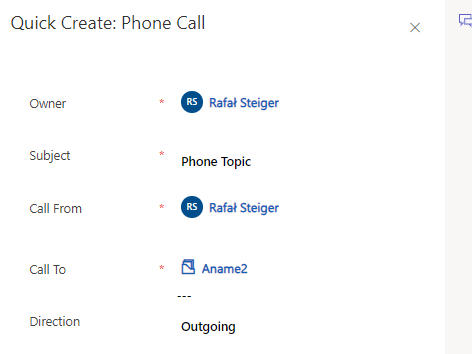 Quick Create: Phone Call
Owner * RS Rafał Steiger
Subject * Phone Topic
Call From * RS Rafał Steiger
Call To * Aname2
---
Direction Outgoing